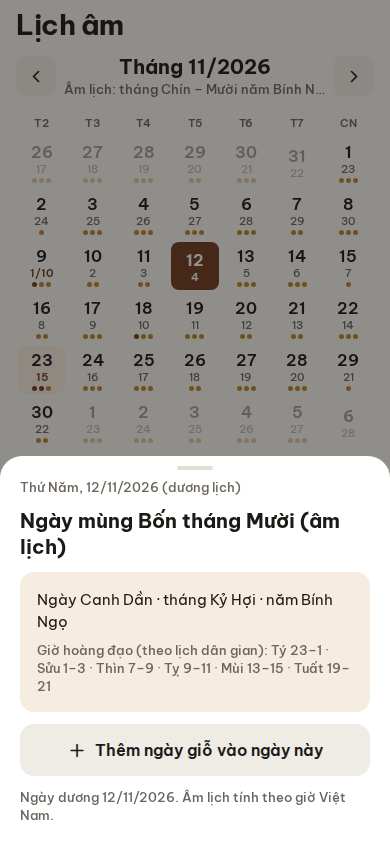 Lịch âm
Tháng 11/2026
Âm lịch: tháng Chín – Mười năm Bính N...
T2 T3 T4 T5 T6 T7 CN
26 27 28 29 30 31 1
17 18 19 20 21 22 23
2 3 4 5 6 7 8
24 25 26 27 28 29 30
9 10 11 12 13 14 15
1/10 2 3 4 5 6 7
16 17 18 19 20 21 22
8 9 10 11 12 13 14
23 24 25 26 27 28 29
15 16 17 18 19 20 21
30 1 2 3 4 5 6
22 23 24 25 26 27 28
Thứ Năm, 12/11/2026 (dương lịch)
Ngày mùng Bốn tháng Mười (âm
lịch)
Ngày Canh Dần · tháng Kỷ Hợi · năm Bính
Ngọ
Giờ hoàng đạo (theo lịch dân gian): Tý 23–1 ·
Sửu 1–3 · Thìn 7–9 · Tỵ 9–11 · Mùi 13–15 · Tuất 19–
21
+ Thêm ngày giỗ vào ngày này
Ngày dương 12/11/2026. Âm lịch tính theo giờ Việt
Nam.